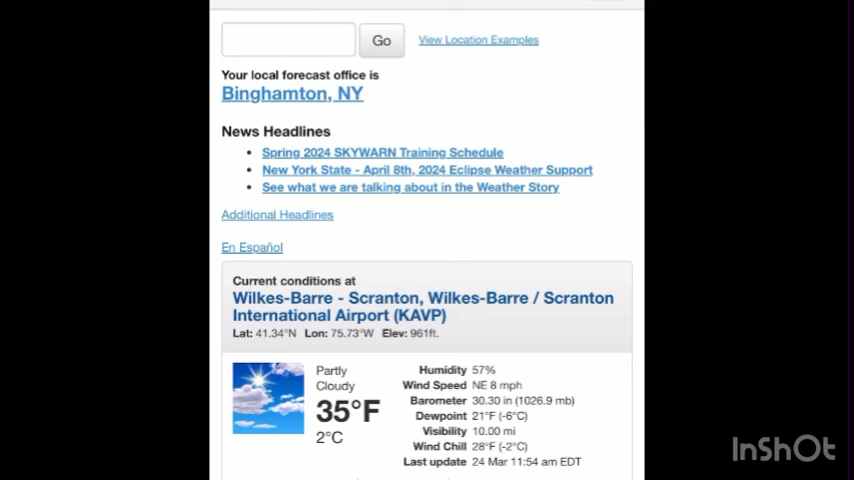 Go
View Location Examples
Your local forecast office is
Binghamton, NY
News Headlines
• Spring 2024 SKYWARN Training Schedule
• New York State - April 8th, 2024 Eclipse Weather Support
• See what we are talking about in the Weather Story
Additional Headlines
En Español
Current conditions at
Wilkes-Barre - Scranton, Wilkes-Barre / Scranton
International Airport (KAVP)
Lat: 41.34°N Lon: 75.73°W Elev: 961ft.
Partly
Cloudy
35°F
2°C
Humidity 57%
Wind Speed NE 8 mph
Barometer 30.30 in (1026.9 mb)
Dewpoint 21°F (-6°C)
Visibility 10.00 mi
Wind Chill 28°F (-2°C)
Last update 24 Mar 11:54 am EDT
InShOt